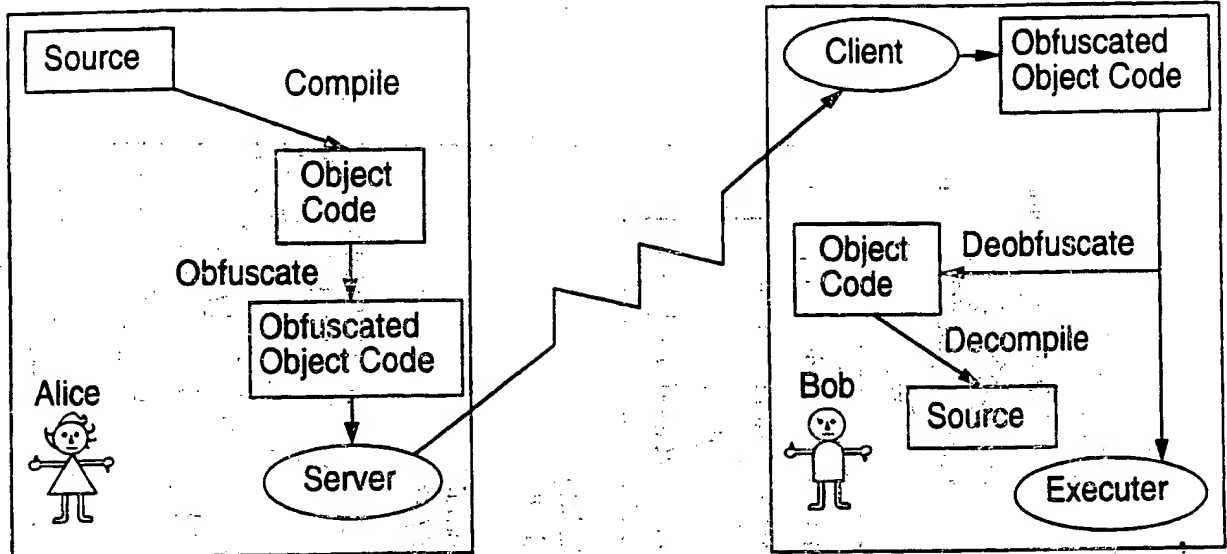 Source
Compile
Object
Code
Obfuscate
Obfuscated
Object Code
Alice
Server
Client
Obfuscated
Object Code
Object
Code
Deobfuscate
Decompile
Bob
Source
Executer